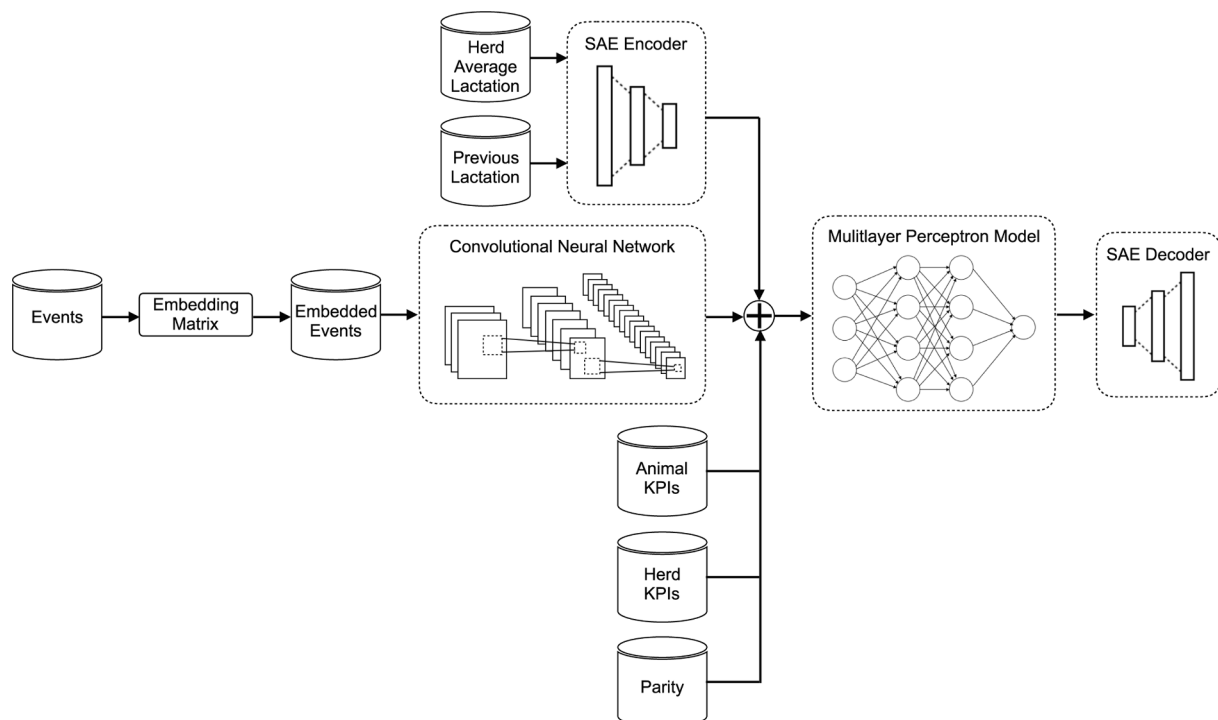 Herd
Average
Lactation
SAE Encoder
Previous
Lactation
Convolutional Neural Network
Mulitlayer Perceptron Model
SAE Decoder
Events
Embedding
Matrix
Embedded
Events
Animal
KPIs
Herd
KPIs
Parity